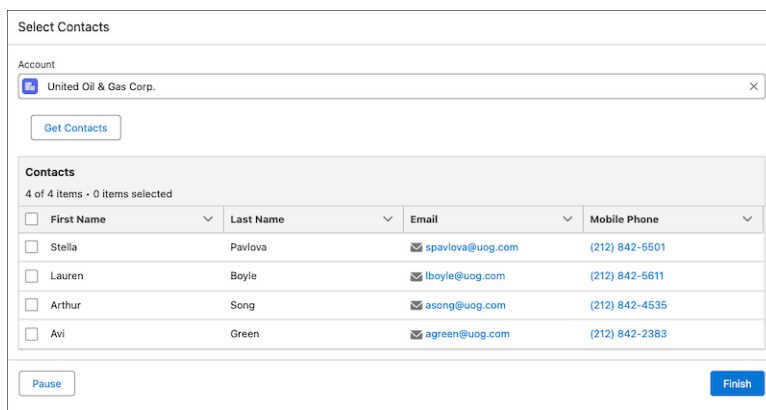 Select Contacts
Account
United Oil & Gas Corp.
Get Contacts
Contacts
4 of 4 items • 0 items selected
First Name Last Name Email Mobile Phone
Stella Pavlova spavlova@uog.com (212) 842-5501
Lauren Boyle lboyle@uog.com (212) 842-5611
Arthur Song asong@uog.com (212) 842-4535
Avi Green agreen@uog.com (212) 842-2383
Pause Finish